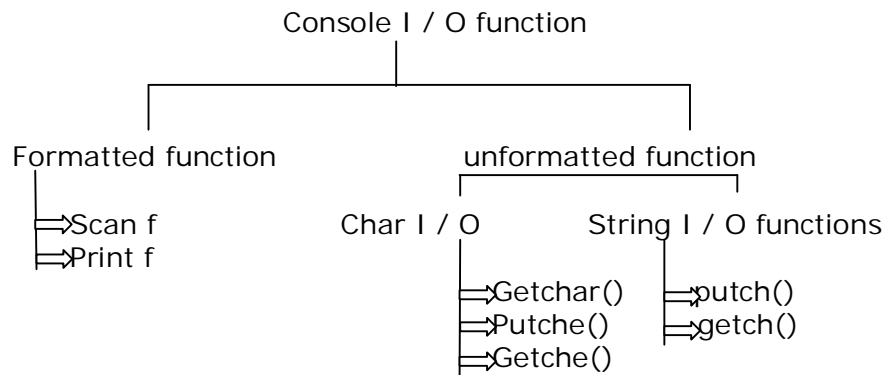 Console I / O function
Formatted function
unformatted function
Scan f
Print f
Char I / O
String I / O functions
Getchar()
Putche()
Getche()
putch()
getch()